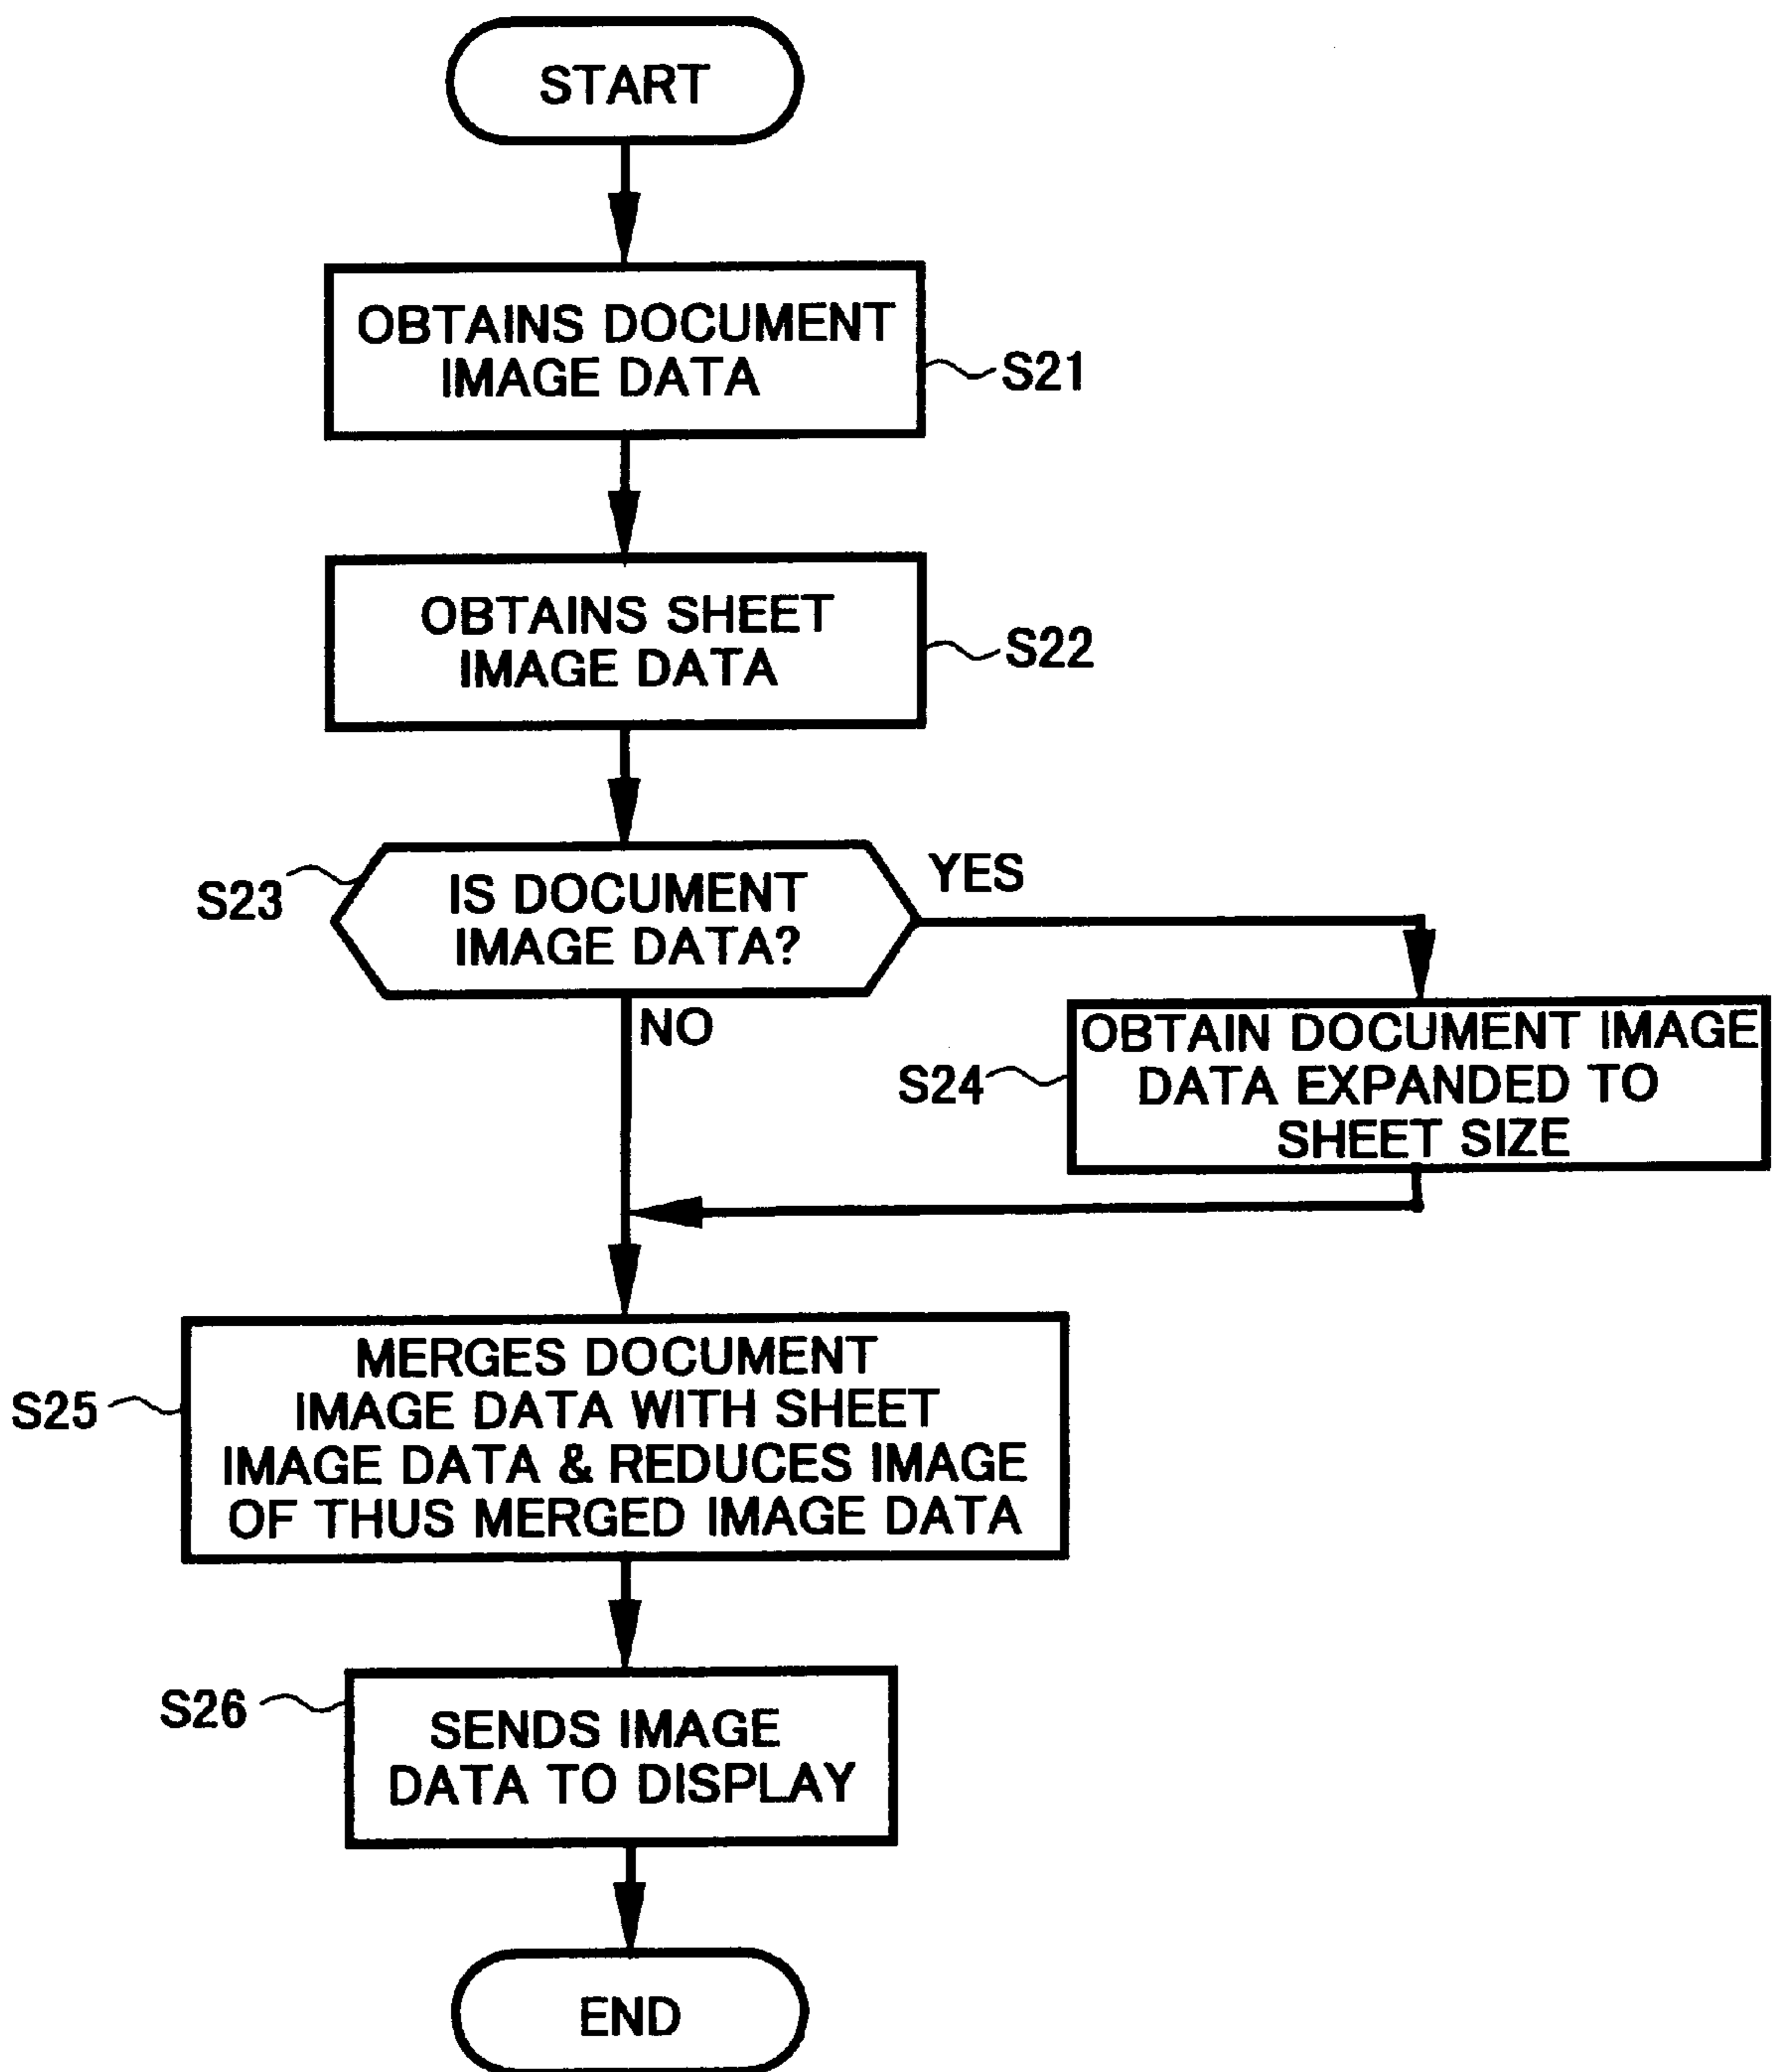 START
OBTAINS DOCUMENT
IMAGE DATA
S21
OBTAINS SHEET
IMAGE DATA
S22
S23
IS DOCUMENT
IMAGE DATA?
YES
NO
S24
OBTAIN DOCUMENT IMAGE
DATA EXPANDED TO
SHEET SIZE
S25
MERGES DOCUMENT
IMAGE DATA WITH SHEET
IMAGE DATA & REDUCES IMAGE
OF THUS MERGED IMAGE DATA
S26
SENDS IMAGE
DATA TO DISPLAY
END